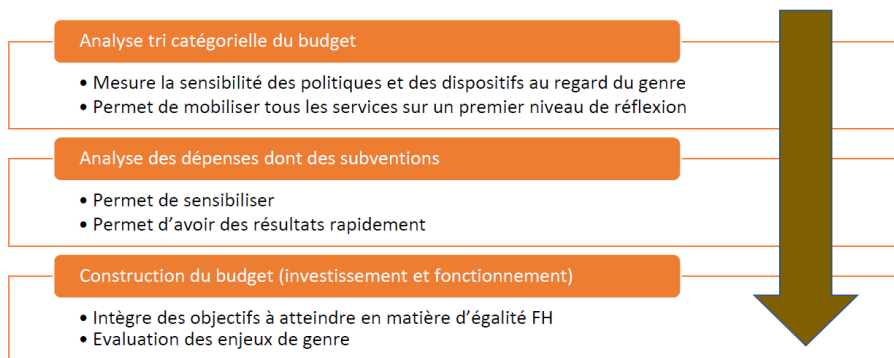 Analyse tri catégorielle du budget
• Mesure la sensibilité des politiques et des dispositifs au regard du genre
• Permet de mobiliser tous les services sur un premier niveau de réflexion
Analyse des dépenses dont des subventions
• Permet de sensibiliser
• Permet d'avoir des résultats rapidement
Construction du budget (investissement et fonctionnement)
• Intègre des objectifs à atteindre en matière d'égalité FH
• Evaluation des enjeux de genre